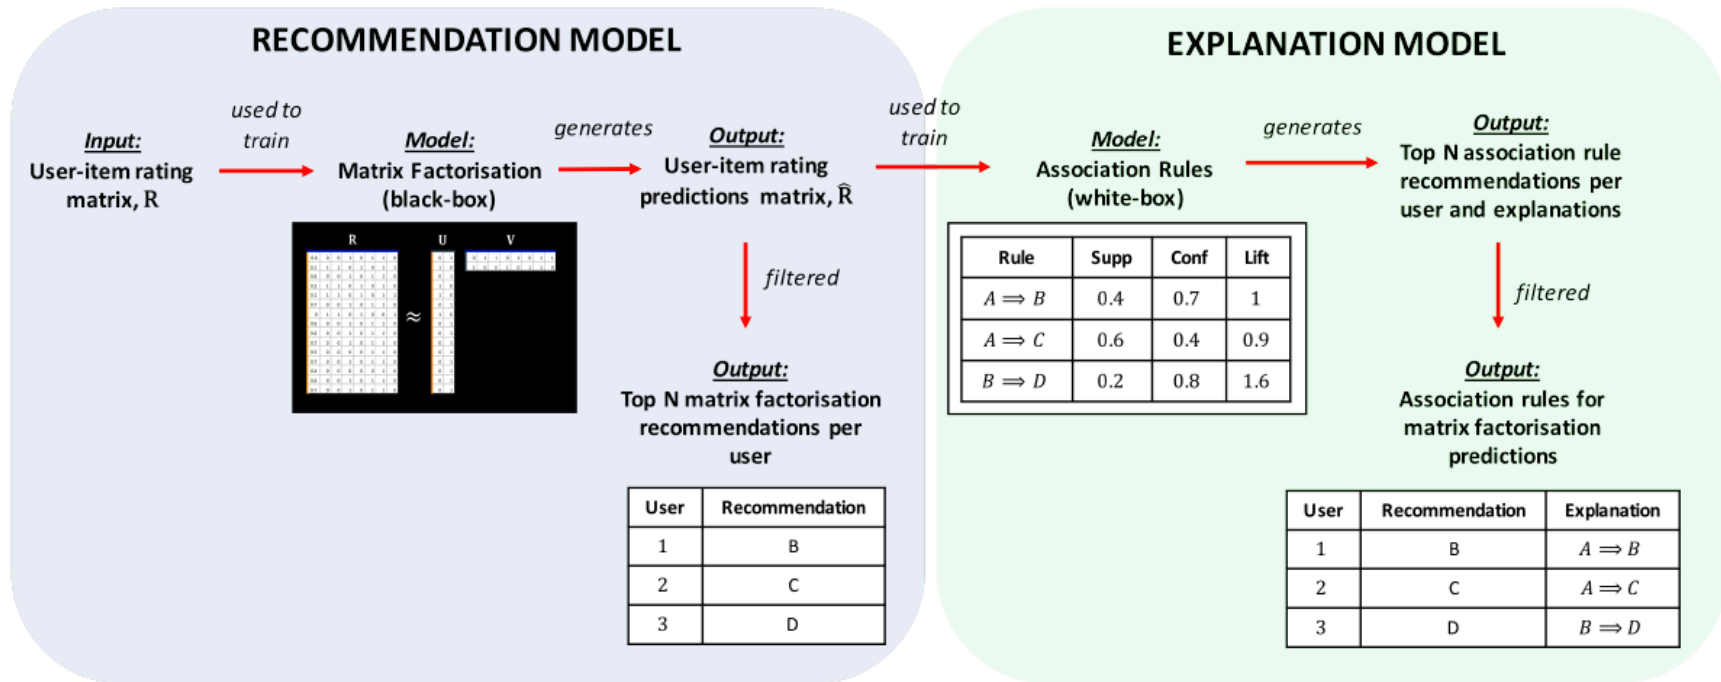 RECOMMENDATION MODEL
Input:
User-item rating
matrix, R
used to
train
Model:
Matrix Factorisation
(black-box)
R U V
≈
generates
Output:
User-item rating
predictions matrix, R̂
filtered
Output:
Top N matrix factorisation
recommendations per
user
User Recommendation
1 B
2 C
3 D
used to
train
EXPLANATION MODEL
Model:
Association Rules
(white-box)
Rule Supp Conf Lift
A ⟹ B 0.4 0.7 1
A ⟹ C 0.6 0.4 0.9
B ⟹ D 0.2 0.8 1.6
generates
Output:
Top N association rule
recommendations per
user and explanations
filtered
Output:
Association rules for
matrix factorisation
predictions
User Recommendation Explanation
1 B A ⟹ B
2 C A ⟹ C
3 D B ⟹ D